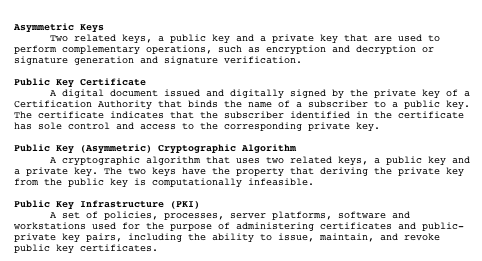 Asymmetric Keys
Two related keys, a public key and a private key that are used to
perform complementary operations, such as encryption and decryption or
signature generation and signature verification.
Public Key Certificate
A digital document issued and digitally signed by the private key of a
Certification Authority that binds the name of a subscriber to a public key.
The certificate indicates that the subscriber identified in the certificate
has sole control and access to the corresponding private key.
Public Key (Asymmetric) Cryptographic Algorithm
A cryptographic algorithm that uses two related keys, a public key and
a private key. The two keys have the property that deriving the private key
from the public key is computationally infeasible.
Public Key Infrastructure (PKI)
A set of policies, processes, server platforms, software and
workstations used for the purpose of administering certificates and public-
private key pairs, including the ability to issue, maintain, and revoke
public key certificates.